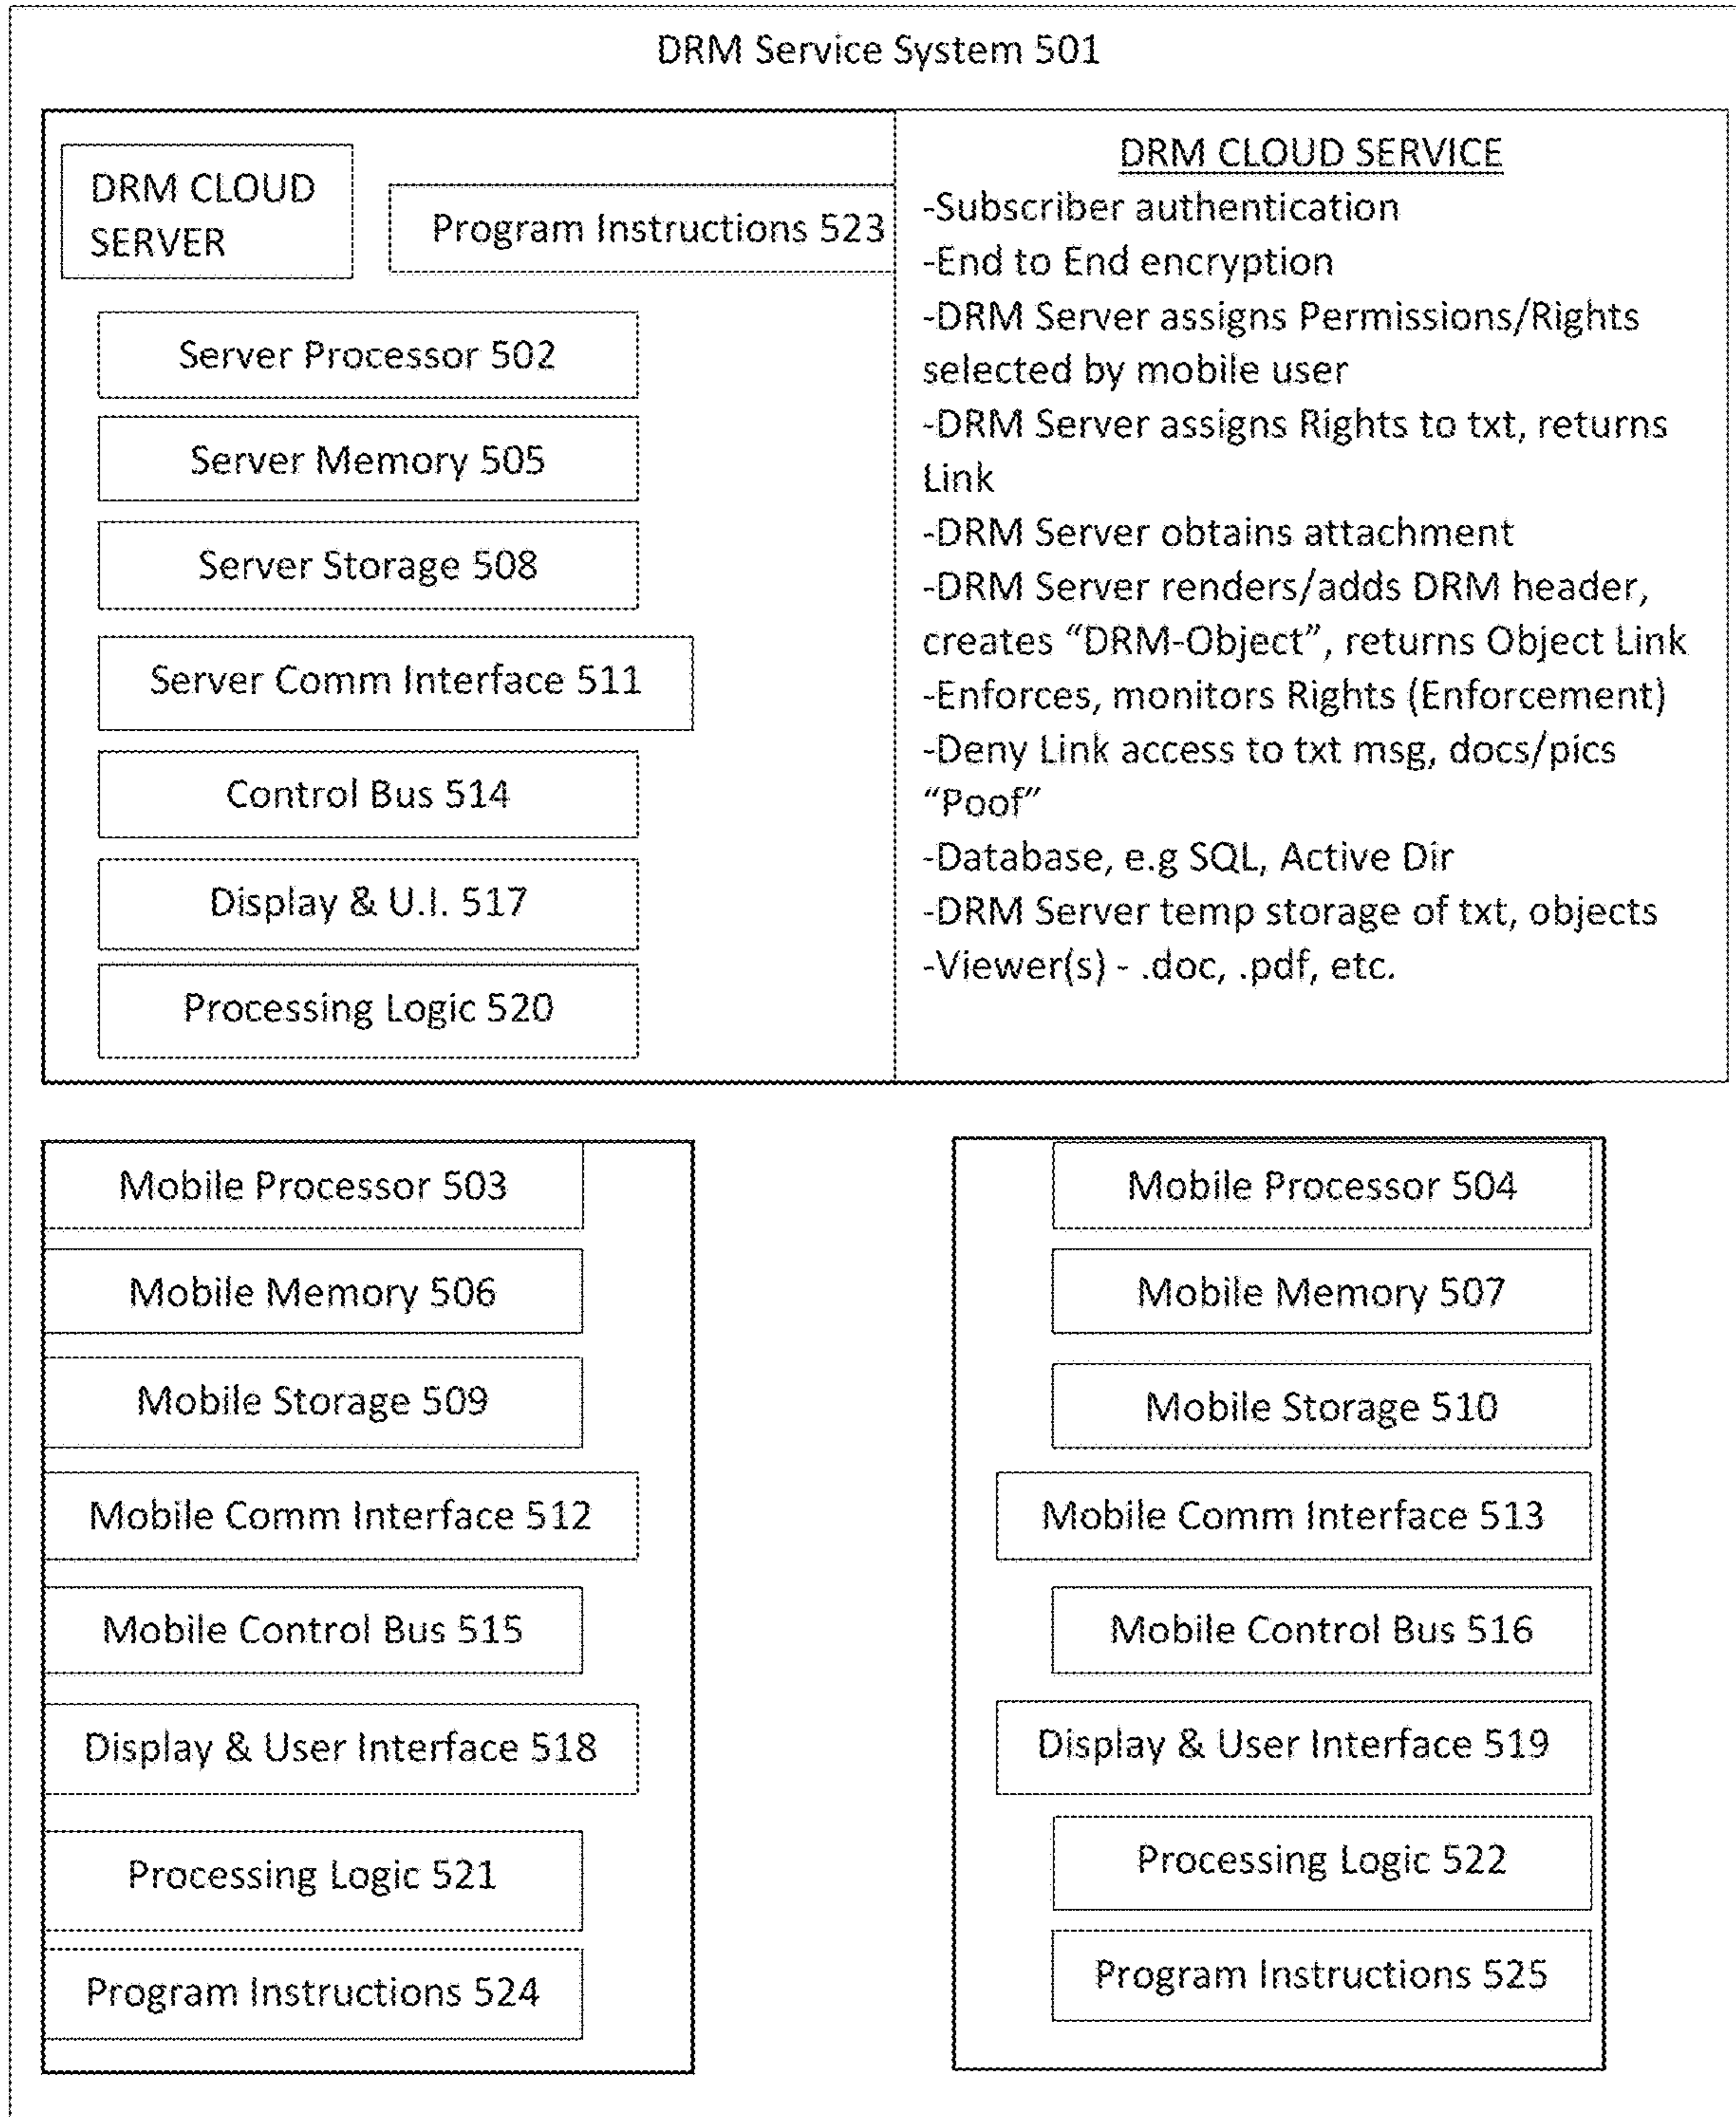 DRM Service System 501
DRM CLOUD
SERVER
Program Instructions 523
Server Processor 502
Server Memory 505
Server Storage 508
Server Comm Interface 511
Control Bus 514
Display & U.I. 517
Processing Logic 520
DRM CLOUD SERVICE
-Subscriber authentication
-End to End encryption
-DRM Server assigns Permissions/Rights
selected by mobile user
-DRM Server assigns Rights to txt, returns
Link
-DRM Server obtains attachment
-DRM Server renders/adds DRM header,
creates “DRM-Object”, returns Object Link
-Enforces, monitors Rights (Enforcement)
-Deny Link access to txt msg, docs/pics
“Poof”
-Database, e.g SQL, Active Dir
-DRM Server temp storage of txt, objects
-Viewer(s) - .doc, .pdf, etc.
Mobile Processor 503
Mobile Memory 506
Mobile Storage 509
Mobile Comm Interface 512
Mobile Control Bus 515
Display & User Interface 518
Processing Logic 521
Program Instructions 524
Mobile Processor 504
Mobile Memory 507
Mobile Storage 510
Mobile Comm Interface 513
Mobile Control Bus 516
Display & User Interface 519
Processing Logic 522
Program Instructions 525